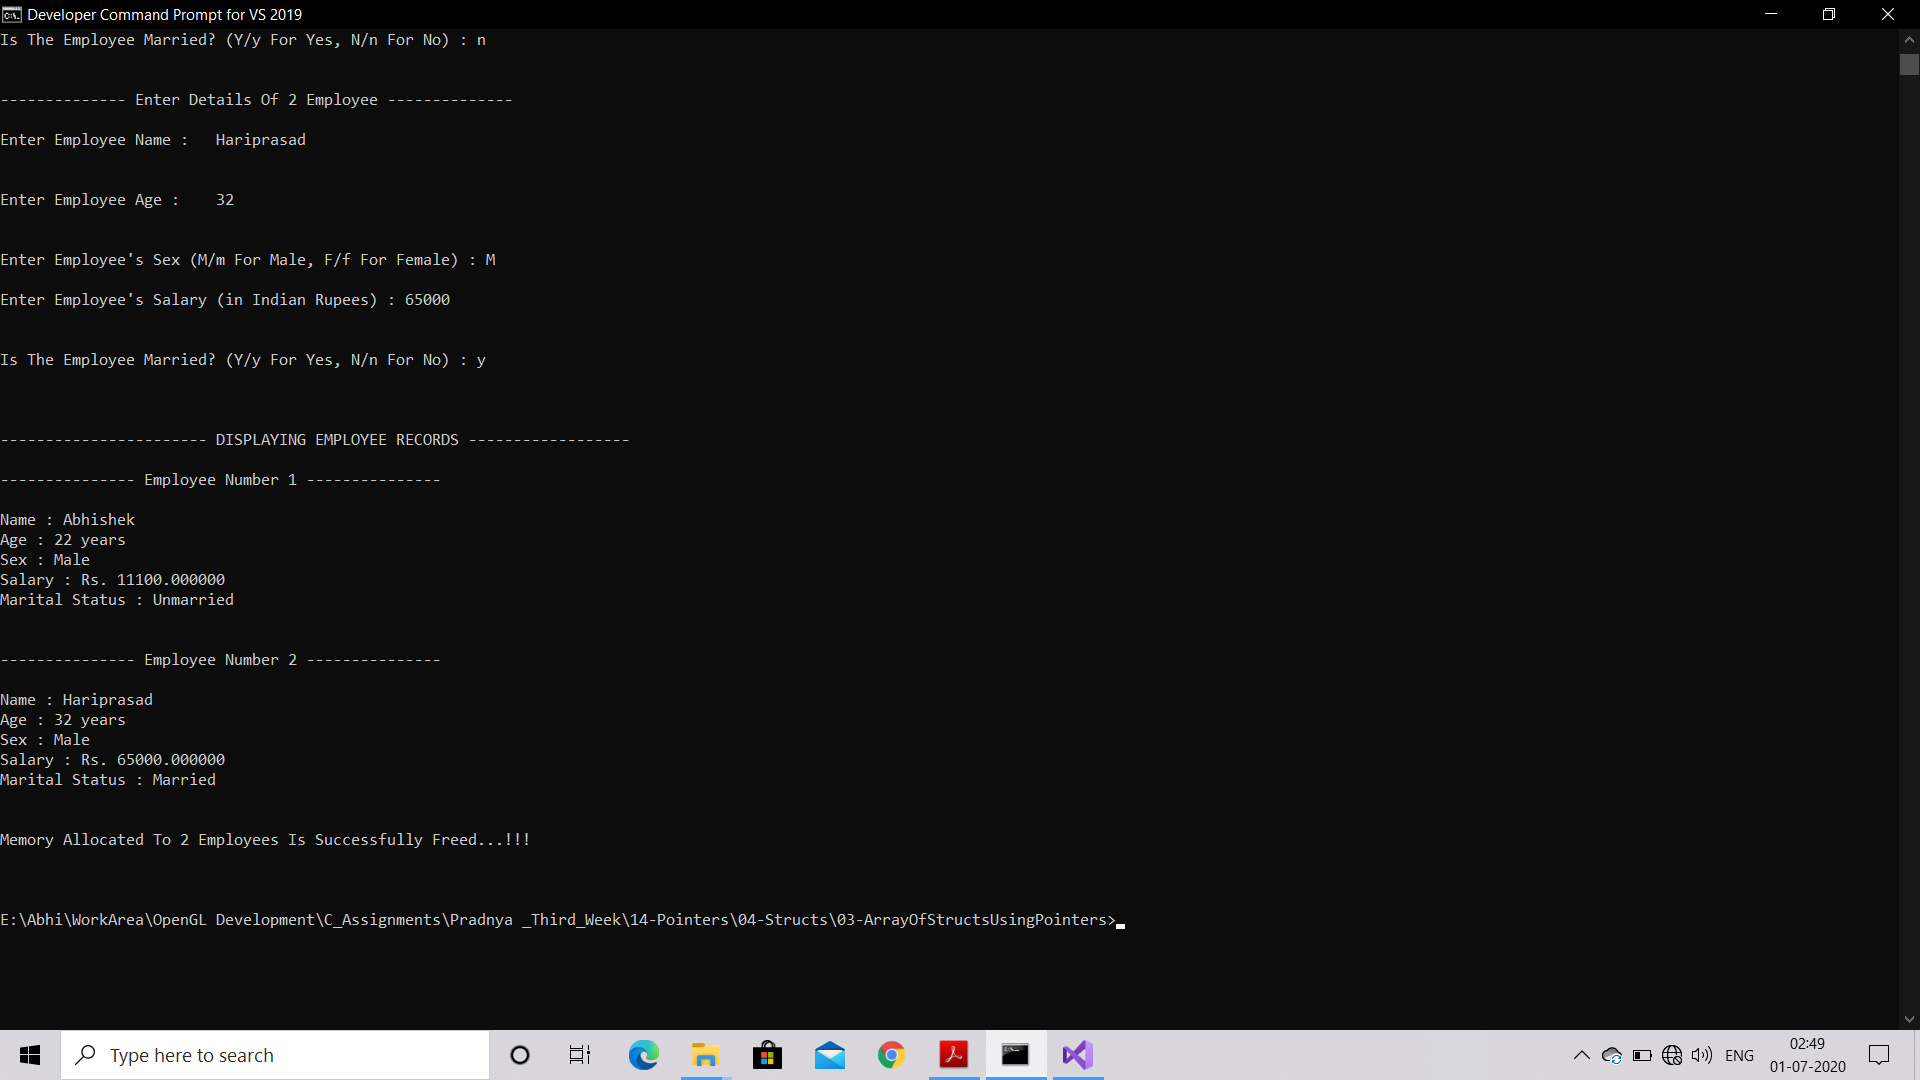 Developer Command Prompt for VS 2019
Is The Employee Married? (Y/y For Yes, N/n For No) : n
-------------- Enter Details Of 2 Employee --------------
Enter Employee Name :   Hariprasad
Enter Employee Age :    32
Enter Employee's Sex (M/m For Male, F/f For Female) : M
Enter Employee's Salary (in Indian Rupees) : 65000
Is The Employee Married? (Y/y For Yes, N/n For No) : y
----------------------- DISPLAYING EMPLOYEE RECORDS ------------------
--------------- Employee Number 1 ---------------
Name : Abhishek
Age : 22 years
Sex : Male
Salary : Rs. 11100.000000
Marital Status : Unmarried
--------------- Employee Number 2 ---------------
Name : Hariprasad
Age : 32 years
Sex : Male
Salary : Rs. 65000.000000
Marital Status : Married
Memory Allocated To 2 Employees Is Successfully Freed...!!!
E:\Abhi\WorkArea\OpenGL Development\C_Assignments\Pradnya _Third_Week\14-Pointers\04-Structs\03-ArrayOfStructsUsingPointers>
Type here to search
ENG
02:49
01-07-2020